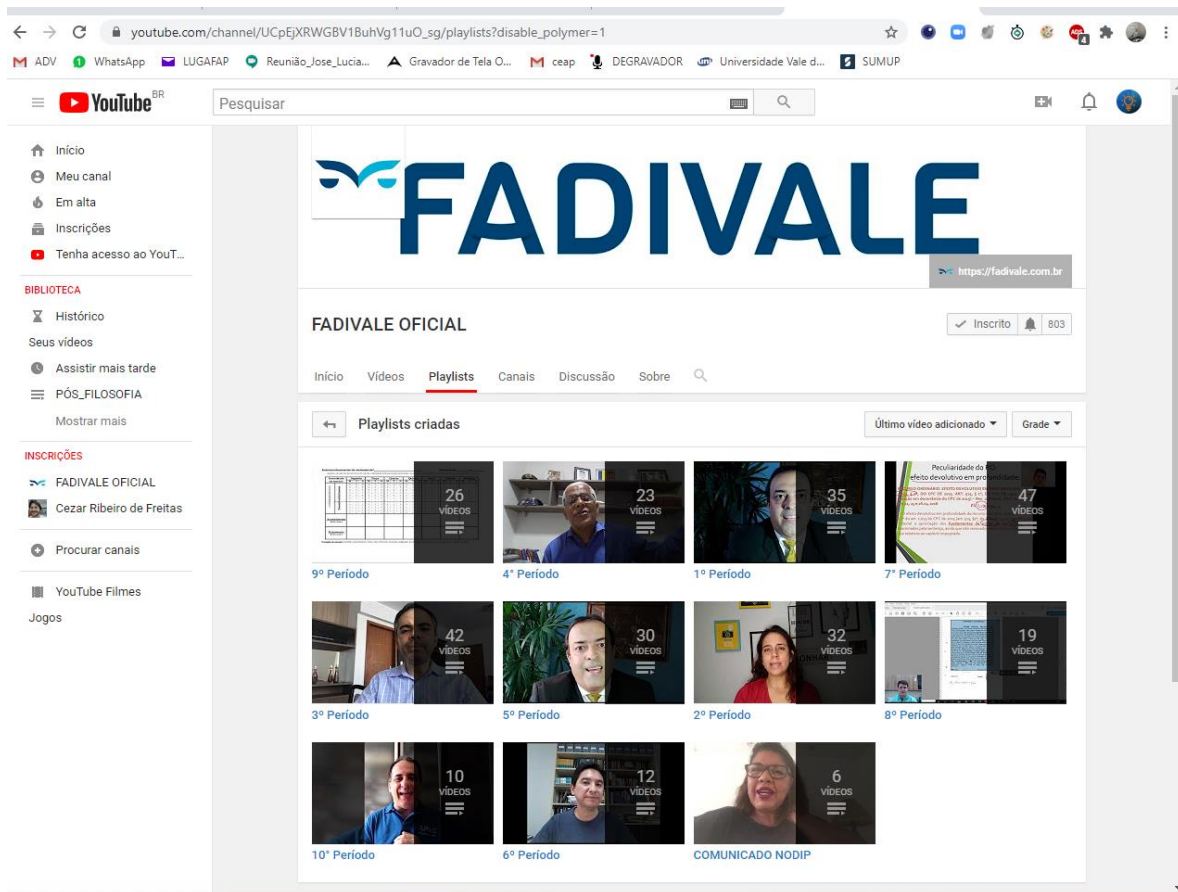 youtube.com/channel/UCpEjXRWGBV1BuhVg11uO_sg/playlists?disable_polymer=1
ADV WhatsApp LUGAFAP Reunião_Jose_Lucia... Gravador de Tela O... ceap DEGRAVADOR Universidade Vale d... SUMUP
YouTube BR
Pesquisar
Início
Meu canal
Em alta
Inscrições
Tenha acesso ao YouT...
BIBLIOTECA
Histórico
Seus vídeos
Assistir mais tarde
PÓS_FILOSOFIA
Mostrar mais
INSCRIÇÕES
FADIVALE OFICIAL
Cezar Ribeiro de Freitas
Procurar canais
YouTube Filmes
Jogos
FADIVALE
https://fadivale.com.br
FADIVALE OFICIAL
Inscrito 803
Início Vídeos Playlists Canais Discussão Sobre
Playlists criadas
Último vídeo adicionado Grade
26 VÍDEOS
9º Período
23 VÍDEOS
4° Período
35 VÍDEOS
1º Período
Peculiaridade do RO
efeito devolutivo em profundidade
47 VÍDEOS
7° Período
42 VÍDEOS
3º Período
30 VÍDEOS
5º Período
32 VÍDEOS
2º Período
19 VÍDEOS
8º Período
10 VÍDEOS
10° Período
12 VÍDEOS
6º Período
6 VÍDEOS
COMUNICADO NODIP